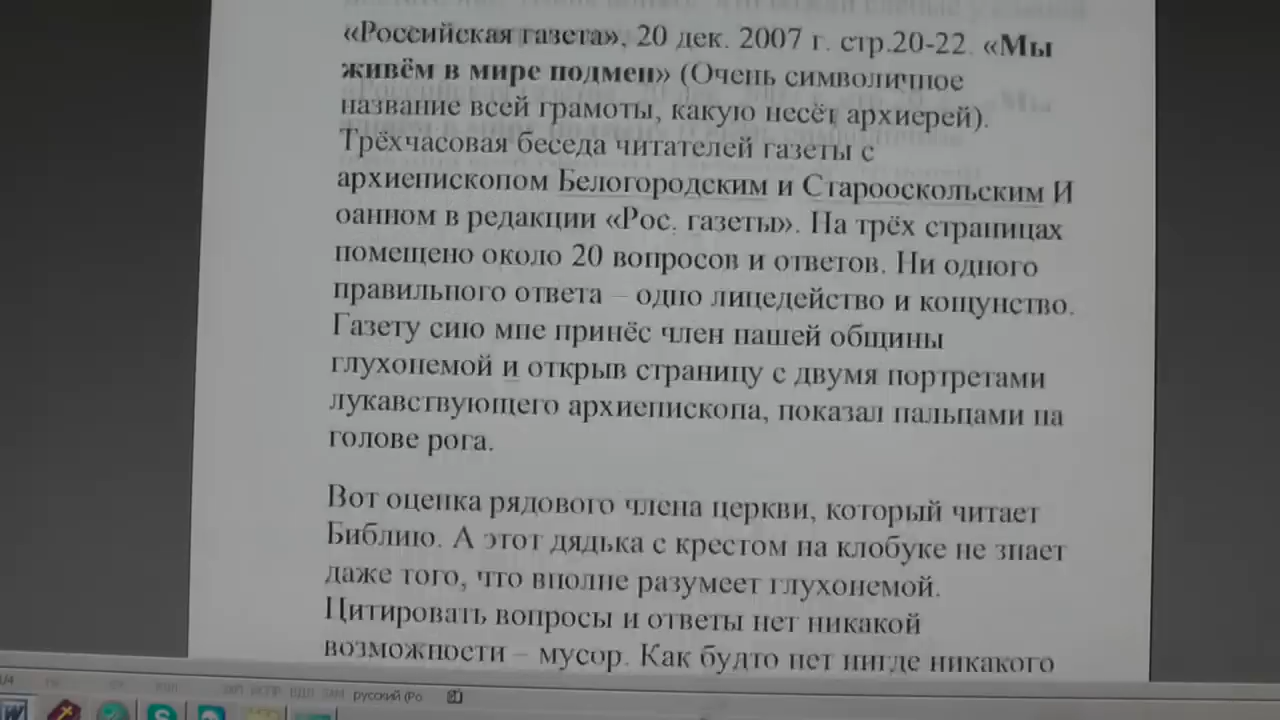 «Российская газета», 20 дек. 2007 г. стр.20-22. «Мы
живём в мире подмен» (Очень символичное
название всей грамоты, какую несёт архиерей).
Трёхчасовая беседа читателей газеты с
архиепископом Белогородским и Старооскольским И
оанном в редакции «Рос. газеты». На трёх страницах
помещено около 20 вопросов и ответов. Ни одного
правильного ответа – одно лицедейство и кощунство.
Газету сию мне принёс член нашей общины
глухонемой и открыв страницу с двумя портретами
лукавствующего архиепископа, показал пальцами на
голове рога.
Вот оценка рядового члена церкви, который читает
Библию. А этот дядька с крестом на клобуке не знает
даже того, что вполне разумеет глухонемой.
Цитировать вопросы и ответы нет никакой
возможности – мусор. Как будто нет нигде никакого
русский (Ро